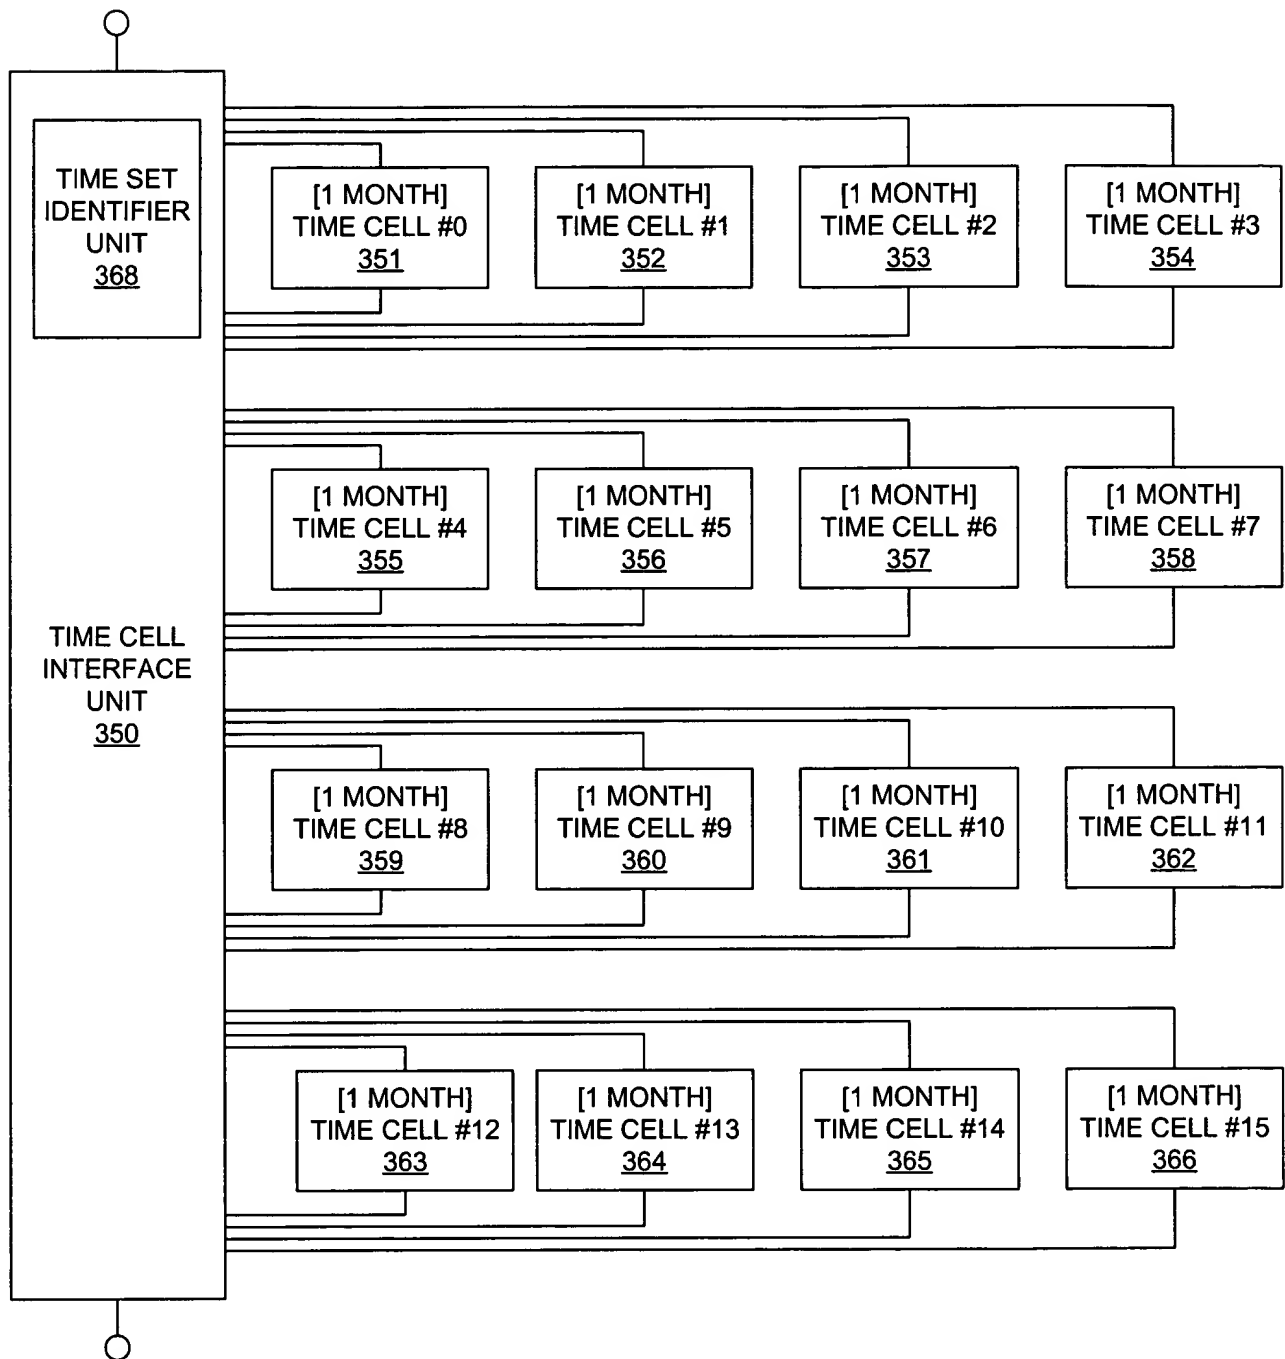 TIME SET
IDENTIFIER
UNIT
368
[1 MONTH]
TIME CELL #0
351
[1 MONTH]
TIME CELL #1
352
[1 MONTH]
TIME CELL #2
353
[1 MONTH]
TIME CELL #3
354
[1 MONTH]
TIME CELL #4
355
[1 MONTH]
TIME CELL #5
356
[1 MONTH]
TIME CELL #6
357
[1 MONTH]
TIME CELL #7
358
TIME CELL
INTERFACE
UNIT
350
[1 MONTH]
TIME CELL #8
359
[1 MONTH]
TIME CELL #9
360
[1 MONTH]
TIME CELL #10
361
[1 MONTH]
TIME CELL #11
362
[1 MONTH]
TIME CELL #12
363
[1 MONTH]
TIME CELL #13
364
[1 MONTH]
TIME CELL #14
365
[1 MONTH]
TIME CELL #15
366